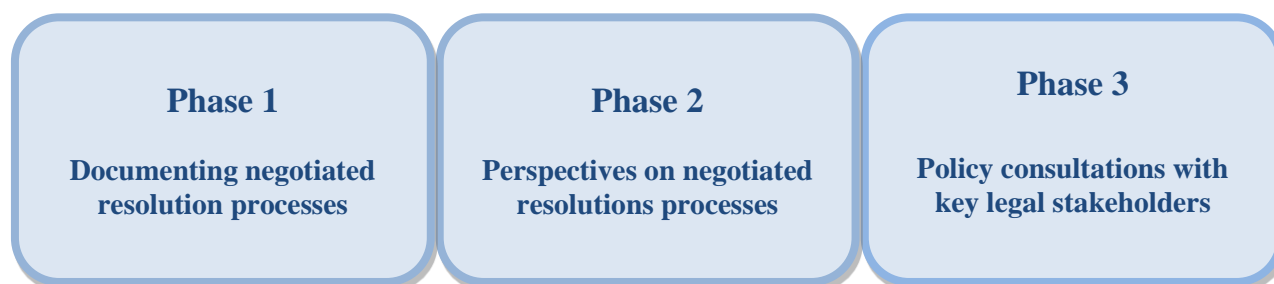 Phase 1
Documenting negotiated
resolution processes
Phase 2
Perspectives on negotiated
resolutions processes
Phase 3
Policy consultations with
key legal stakeholders